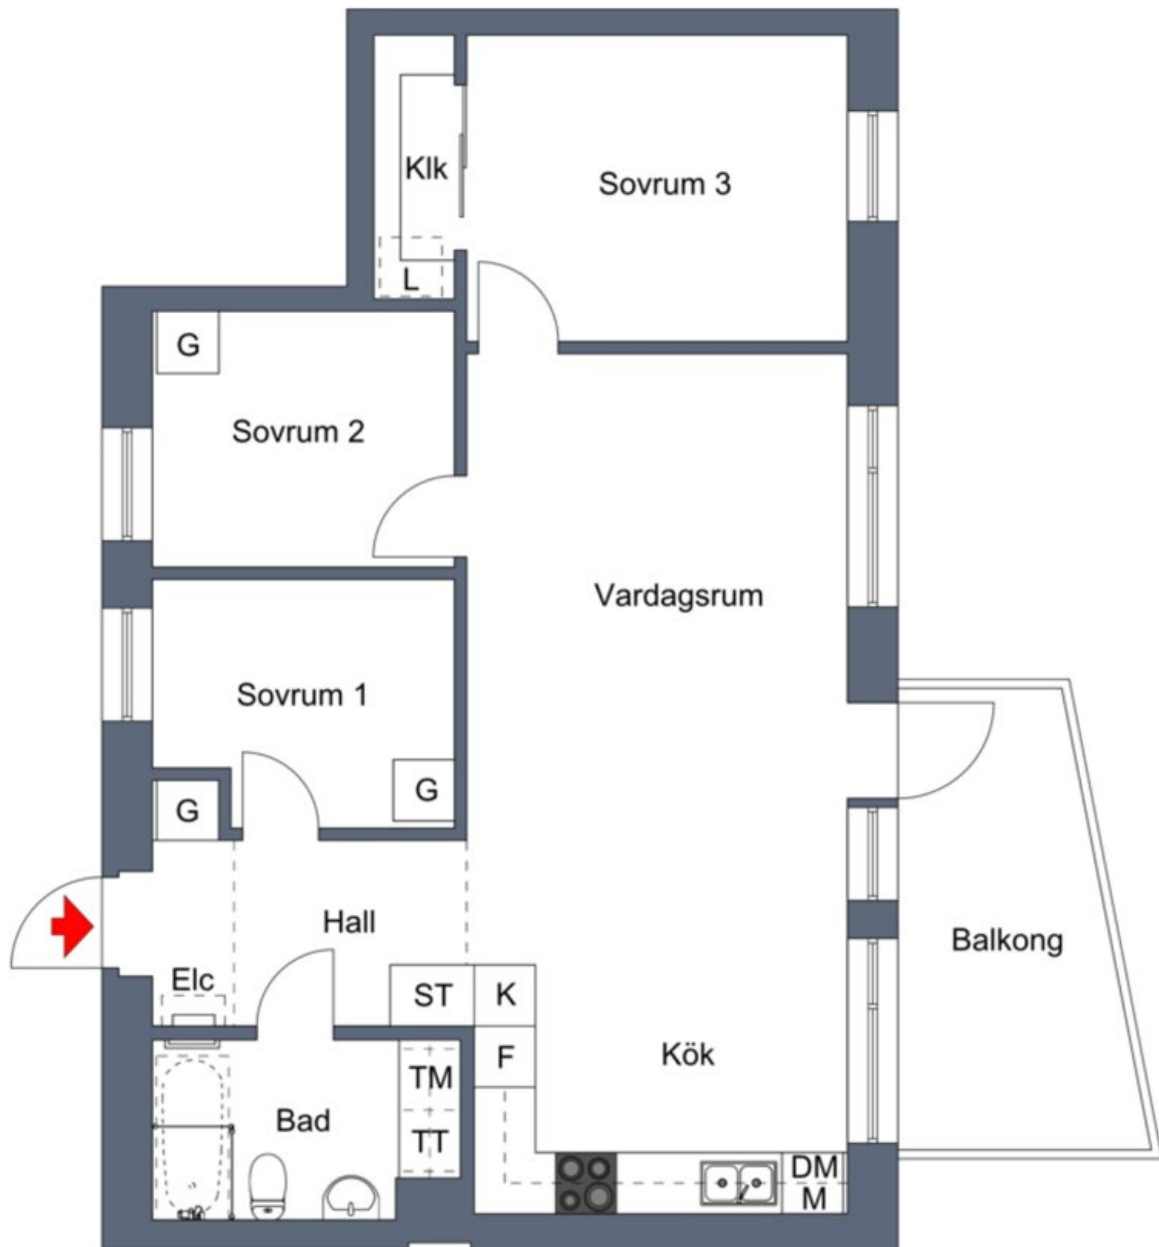 Klk
Sovrum 3
L
G
Sovrum 2
Vardagsrum
Sovrum 1
G
G
Hall
Balkong
Elc
ST
K
F
Kök
TM
Bad
TT
DM
M